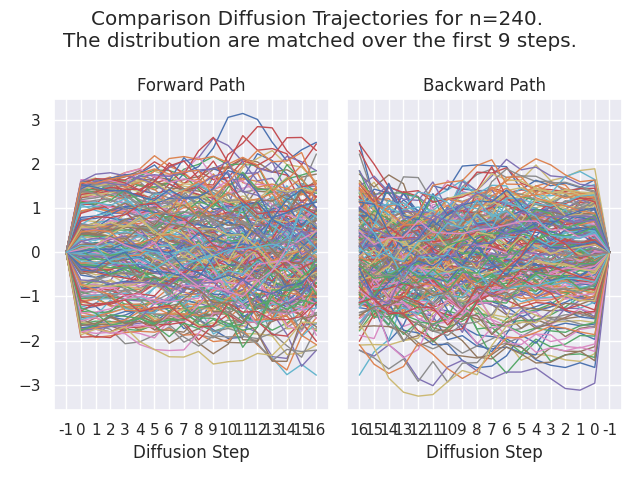 Comparison Diffusion Trajectories for n=240.
The distribution are matched over the first 9 steps.
Forward Path
Backward Path
3
2
1
0
−1
−2
−3
-1 0 1 2 3 4 5 6 7 8 9 10 11 12 13 14 15 16
16 15 14 13 12 11 10 9 8 7 6 5 4 3 2 1 0 -1
Diffusion Step
Diffusion Step